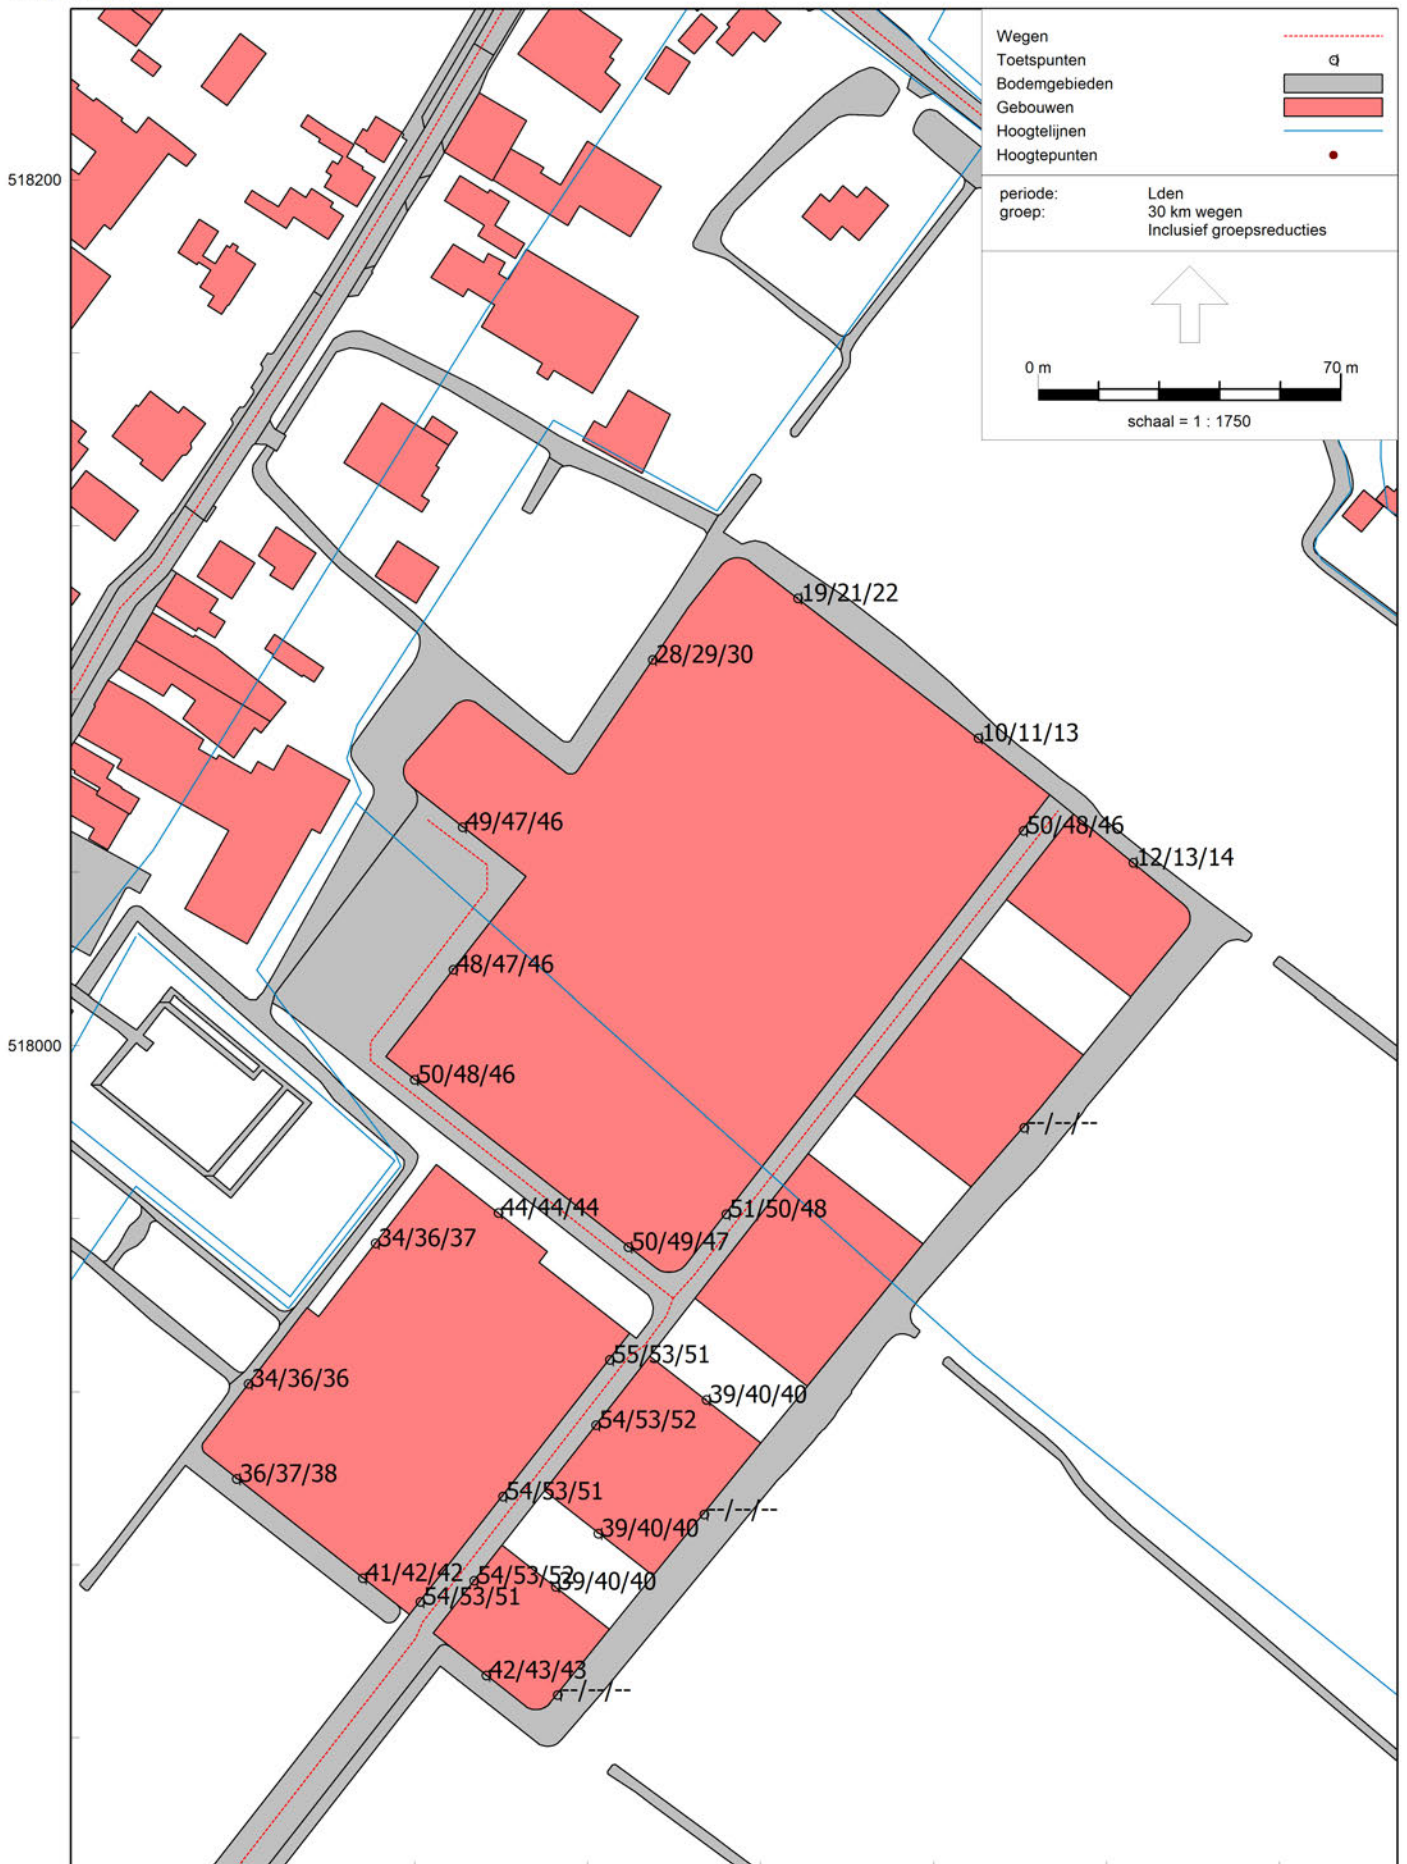 Wegen
Toetspunten
Bodemgebieden
Gebouwen
Hoogtelijnen
Hoogtepunten
periode: Lden
groep: 30 km wegen
Inclusief groepsreducties
0 m 70 m
schaal = 1 : 1750
518200
19/21/22
28/29/30
10/11/13
49/47/46
50/48/46
12/13/14
48/47/46
518000
50/48/46
--/--/--
44/44/44
51/50/48
34/36/37
50/49/47
55/53/51
34/36/36
39/40/40
54/53/52
36/37/38
54/53/51
--/--/--
39/40/40
41/42/42
54/53/52
39/40/40
54/53/51
42/43/43
--/--/--